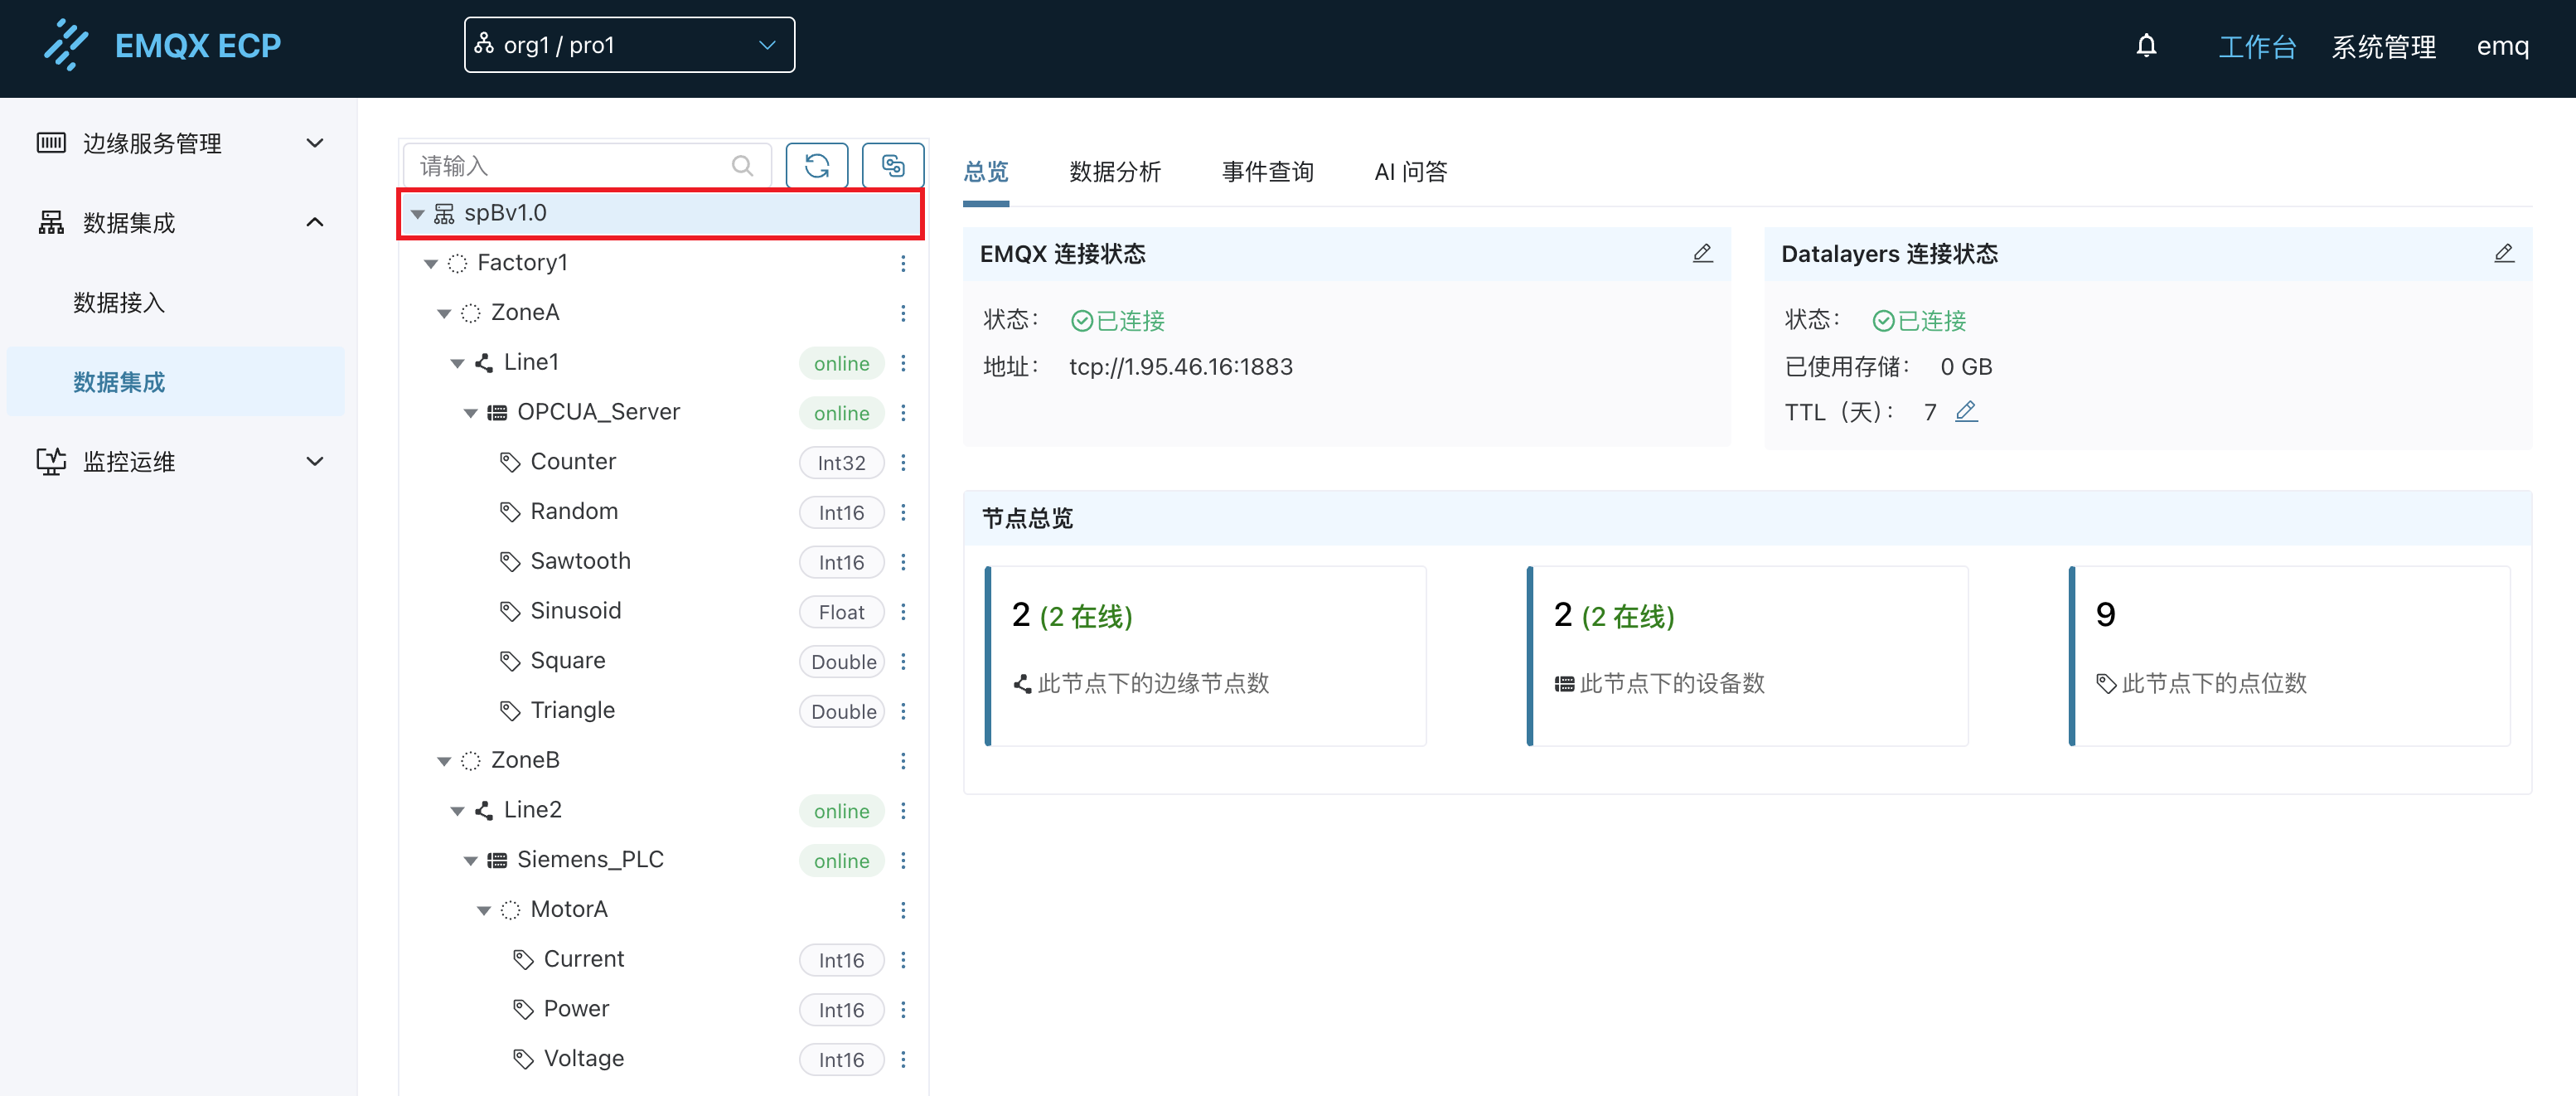 EMQX ECP
org1 / pro1
工作台
系统管理
emq
边缘服务管理
数据集成
数据接入
数据集成
监控运维
请输入
spBv1.0
Factory1
ZoneA
Line1 online
OPCUA_Server online
Counter Int32
Random Int16
Sawtooth Int16
Sinusoid Float
Square Double
Triangle Double
ZoneB
Line2 online
Siemens_PLC online
MotorA
Current Int16
Power Int16
Voltage Int16
总览 数据分析 事件查询 AI 问答
EMQX 连接状态
状态： 已连接
地址： tcp://1.95.46.16:1883
Datalayers 连接状态
状态： 已连接
已使用存储： 0 GB
TTL（天）： 7
节点总览
2 (2 在线)
此节点下的边缘节点数
2 (2 在线)
此节点下的设备数
9
此节点下的点位数